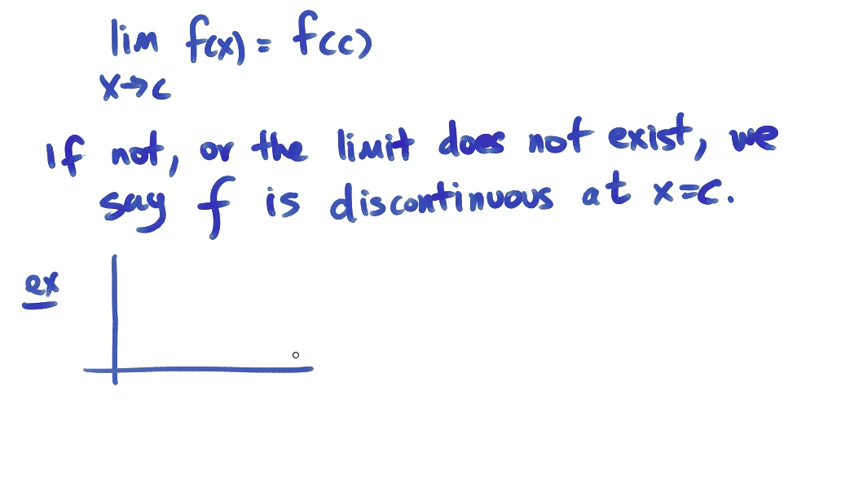 lim f(x) = f(c)
x→c
If not, or the limit does not exist, we
say f is discontinuous at x=c.
ex